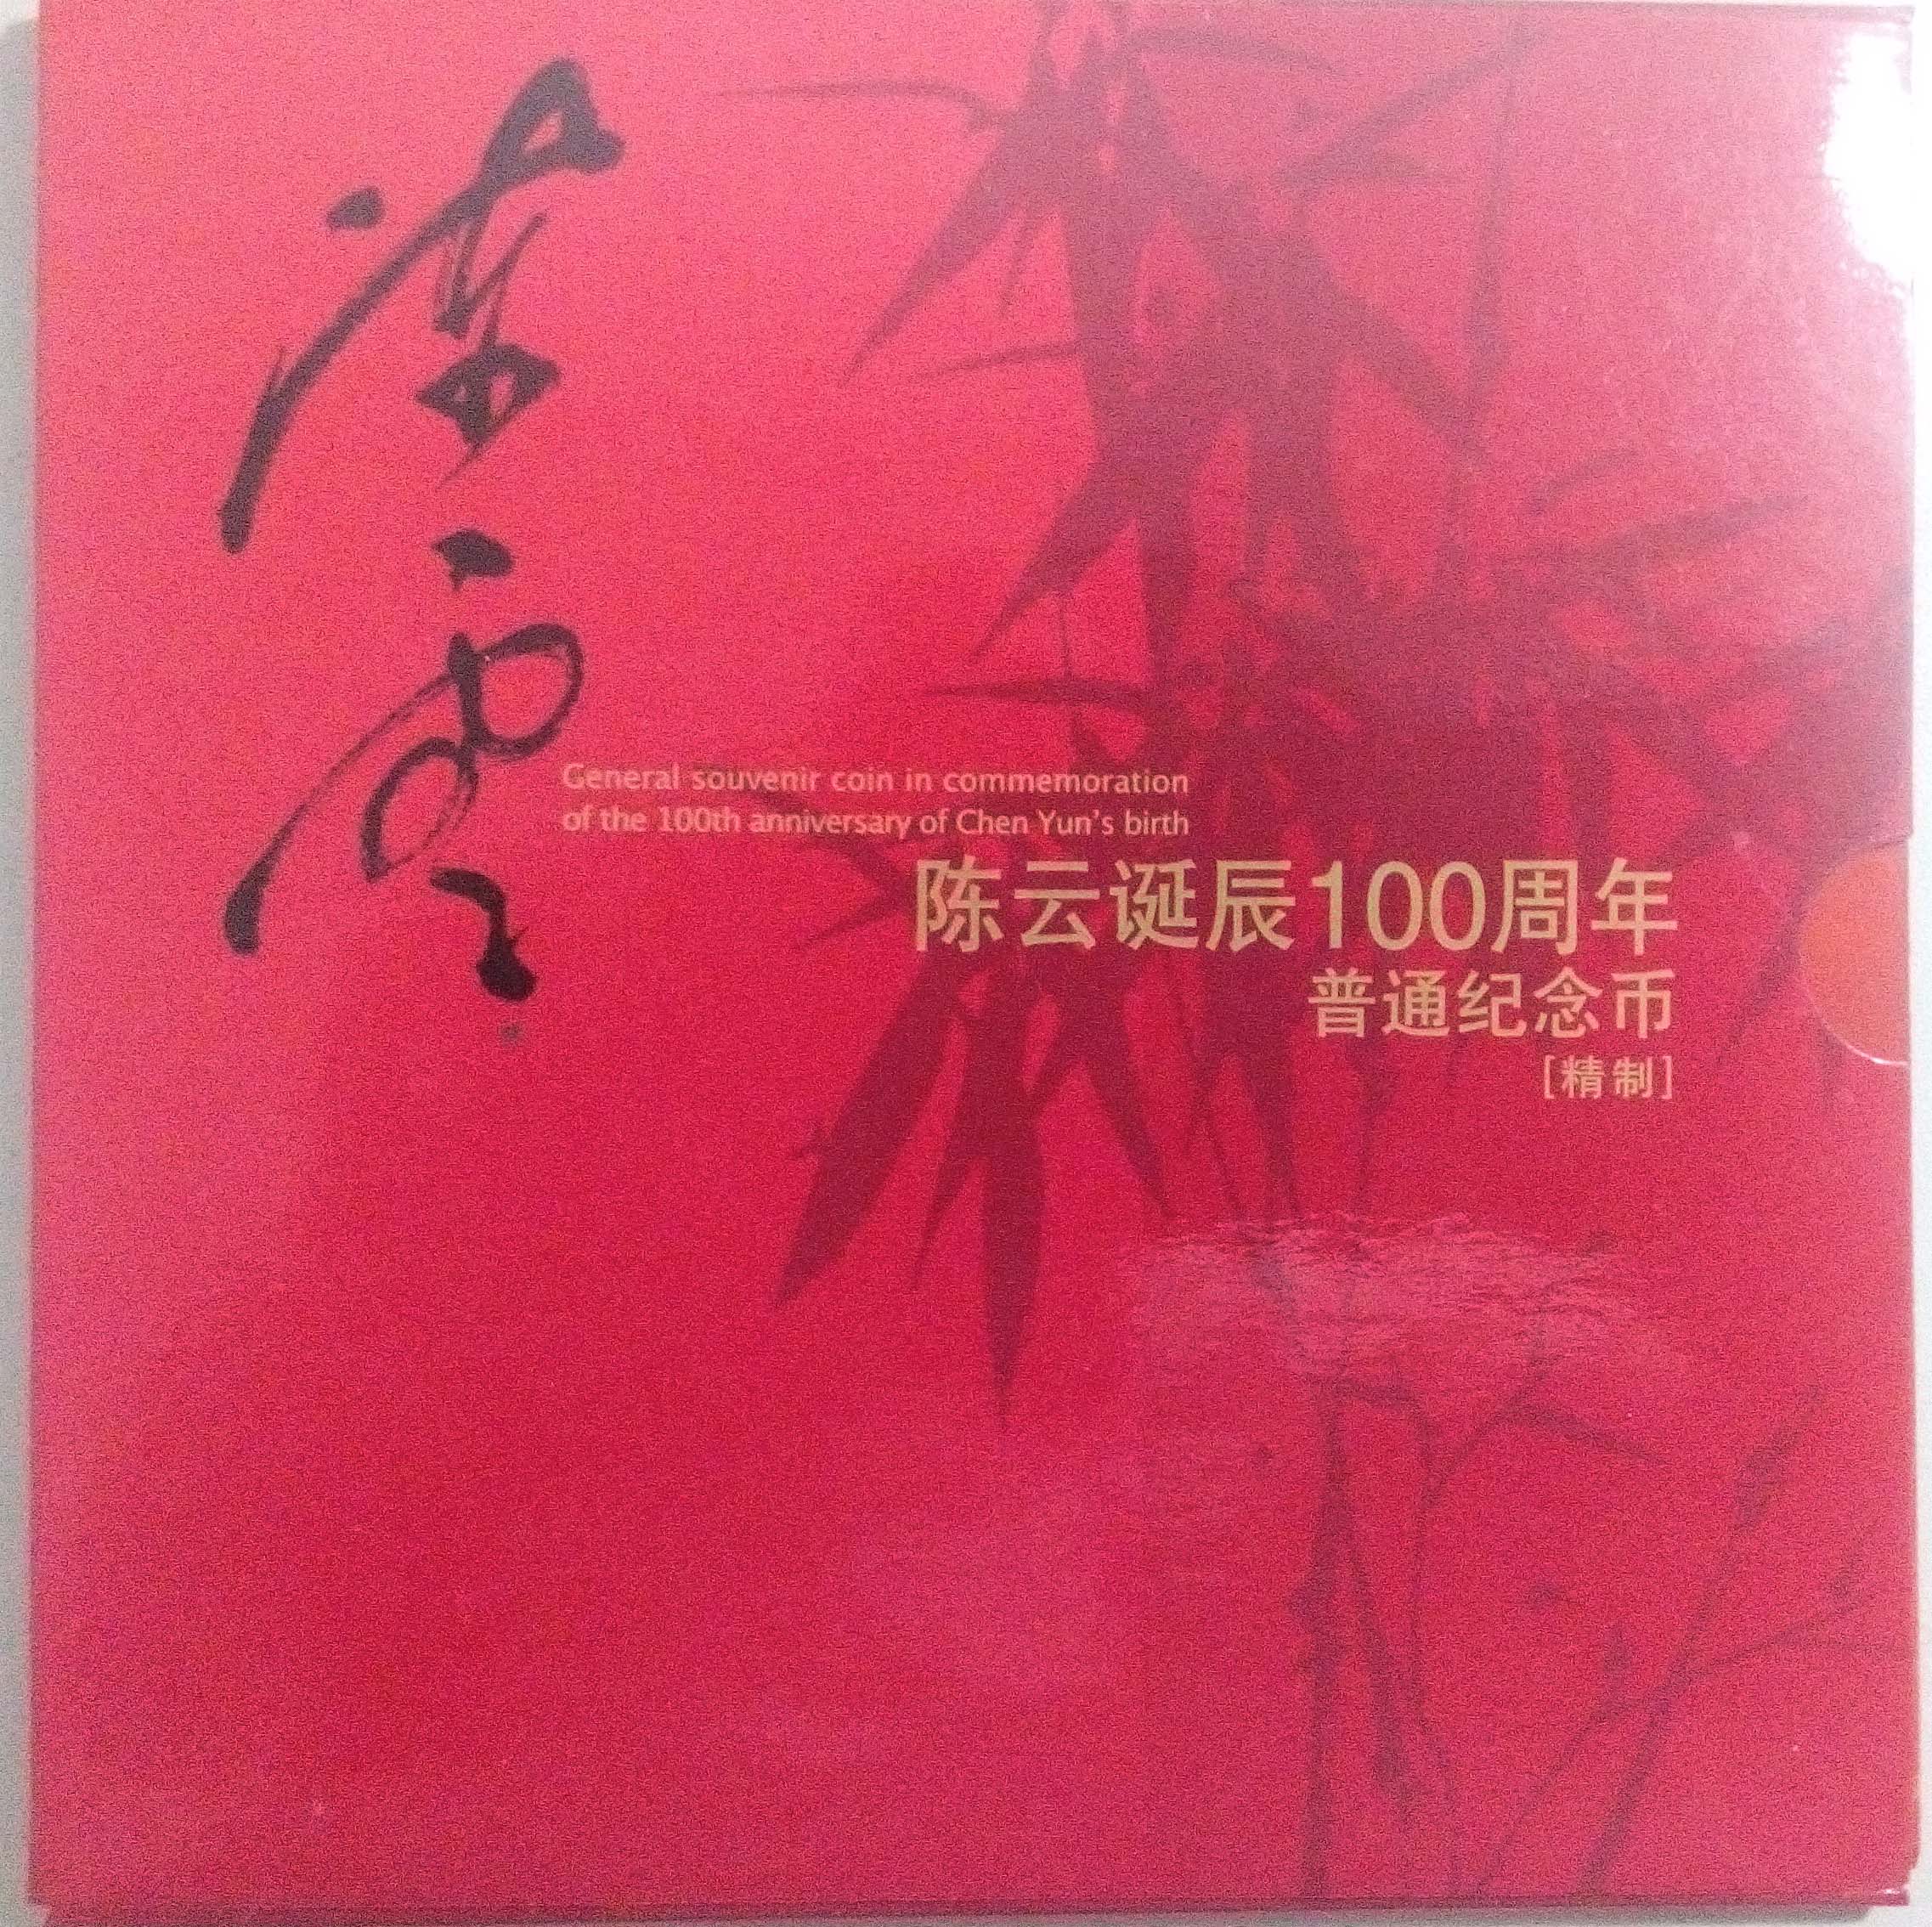 General souvenir coin in commemoration
of the 100th anniversary of Chen Yun's birth
陈云诞辰100周年
普通纪念币
[精制]